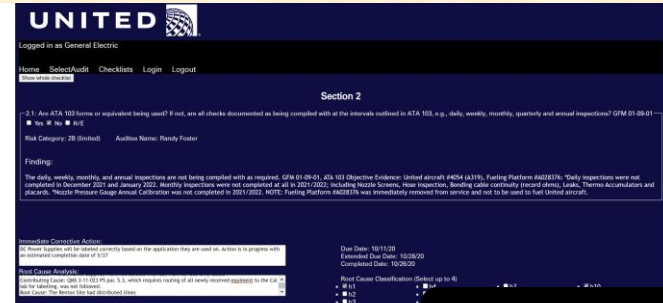 UNITED
Logged in as General Electric
Home SelectAudit Checklists Login Logout
Show whole checklist
Section 2
2.1: Are ATA 103 forms or equivalent being used? If not, are all checks documented as being compiled with at the intervals outlined in ATA 103, e.g., daily, weekly, monthly, quarterly and annual inspections? GFM 01-09-01
Yes No N/E
Risk Category: 2B (limited) Auditee Name: Randy Foster
Finding:
The daily, weekly, monthly, and annual inspections are not being complied with as required. GFM 01-09-01, ATA 103 Objective Evidence: United aircraft #4054 (A319), Fueling Platform #A028376: *Daily inspections were not
completed in December 2021 and January 2022. Monthly inspections were not completed at all in 2021/2022; including Nozzle Screens, Hose inspection, Bonding cable continuity (record ohms), Leaks, Thermo Accumulators and
placards. *Nozzle Pressure Gauge Annual Calibration was not completed in 2021/2022. NOTE: Fueling Platform #A028376 was immediately removed from service and not to be used to fuel United aircraft.
Immediate Corrective Action:
DC Power Supplies will be labeled correctly based on the application they are used on. Action is in progress with
an estimated completion date of 5/27
Due Date: 10/11/20
Extended Due Date: 10/28/20
Completed Date: 10/26/20
Root Cause Analysis:
Contributing Cause: QMI 3-11-023 PS par. 5.3, which requires routing of all newly received equipment to the Cal
lab for labelling, was not followed.
Root Cause: The Renton Site had distributed (line)
Root Cause Classification (Select up to 4)
h1 h4 h7 h10
h2
h3